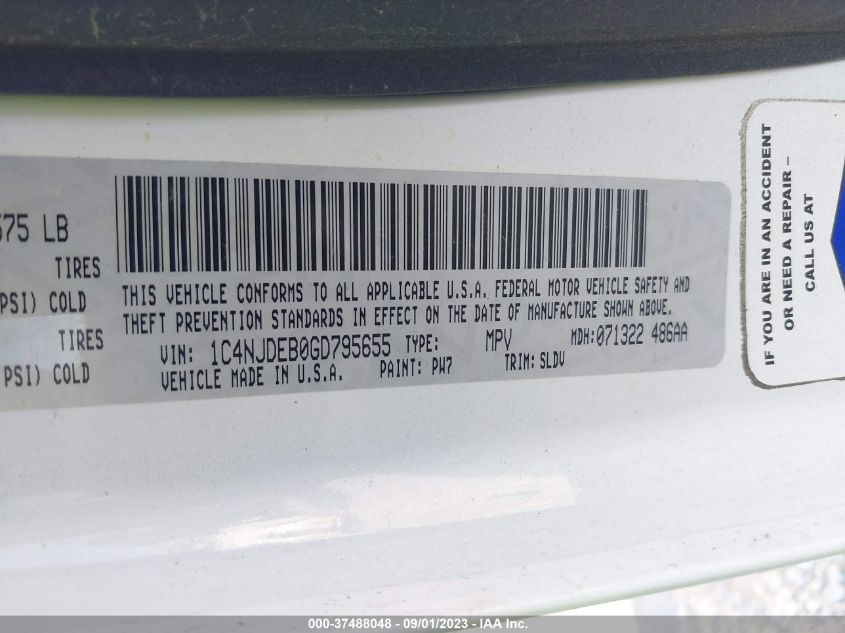 575 LB
TIRES
PSI) COLD
TIRES
PSI) COLD
THIS VEHICLE CONFORMS TO ALL APPLICABLE U.S.A. FEDERAL MOTOR VEHICLE SAFETY AND
THEFT PREVENTION STANDARDS IN EFFECT ON THE DATE OF MANUFACTURE SHOWN ABOVE.
VIN: 1C4NJDEB0GD795655 TYPE: MPV MDH:071322 486AA
VEHICLE MADE IN U.S.A. PAINT: PW7 TRIM: SLDV
IF YOU ARE IN AN ACCIDENT
OR NEED A REPAIR –
CALL US AT
000-37488048 - 09/01/2023 - IAA Inc.